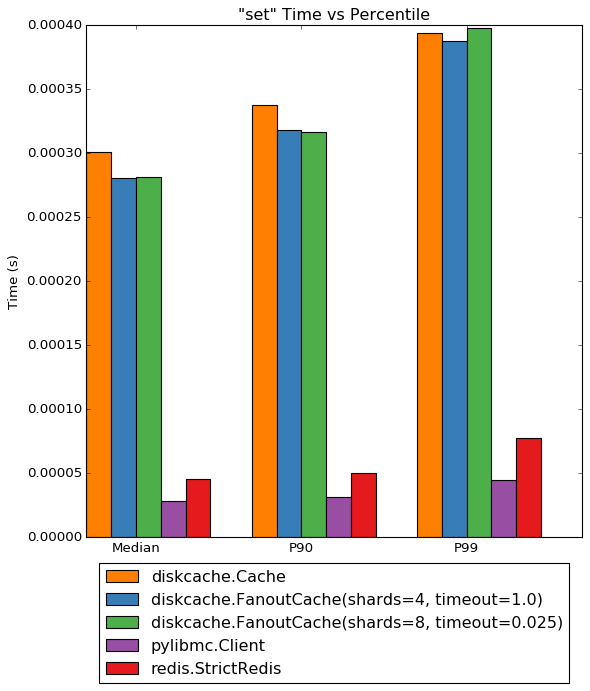 "set" Time vs Percentile
0.00040
0.00035
0.00030
0.00025
0.00020
0.00015
0.00010
0.00005
0.00000
Time (s)
Median P90 P99
diskcache.Cache
diskcache.FanoutCache(shards=4, timeout=1.0)
diskcache.FanoutCache(shards=8, timeout=0.025)
pylibmc.Client
redis.StrictRedis